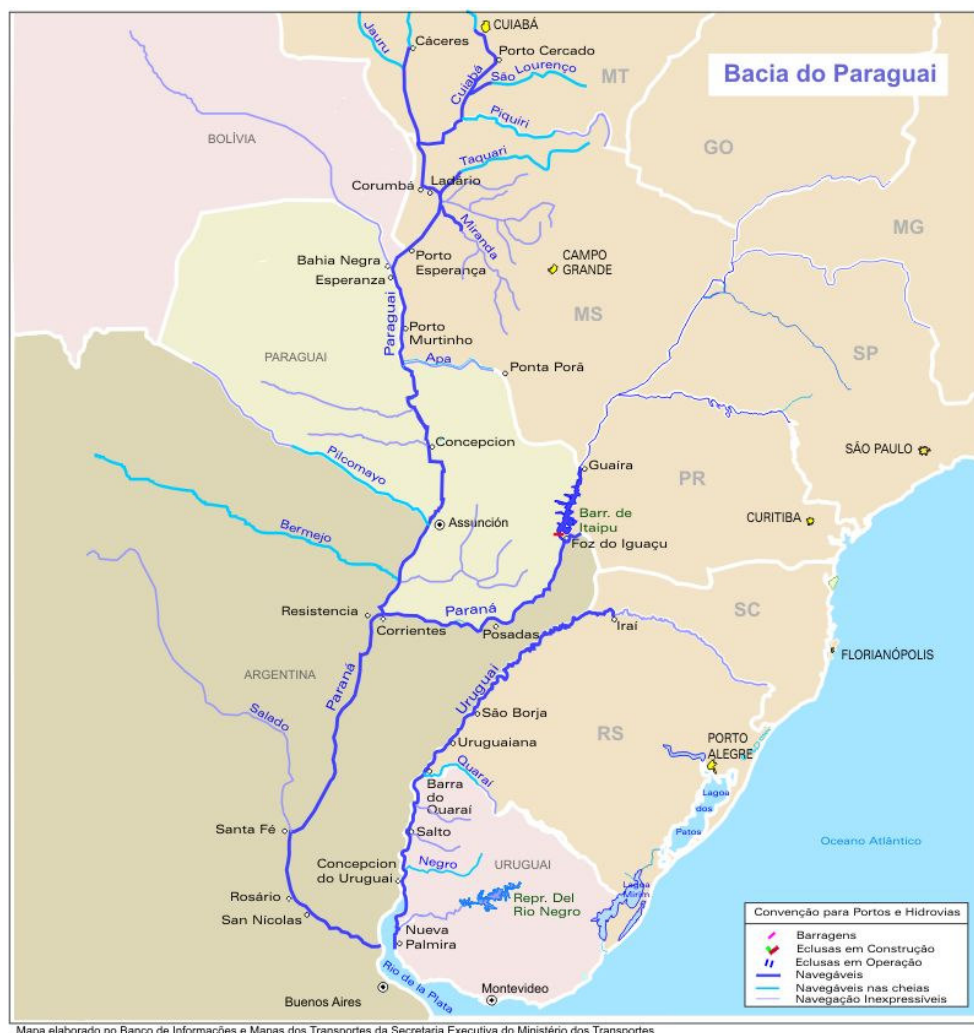 CUIABÁ
Jauru
Cáceres
Porto Cercado
Cuiabá
São Lourenço
MT
Bacia do Paraguai
Piquiri
BOLÍVIA
Taquari
GO
Corumbá
Ladário
MG
Miranda
Porto
Esperança
Bahia Negra
Esperanza
CAMPO
GRANDE
Paraguai
MS
Porto
Murtinho
SP
PARAGUAI
Apa
Ponta Porã
Concepcion
SÃO PAULO
Pilcomayo
Guaíra
PR
Bermejo
Assunción
Barr. de
Itaipu
Foz do Iguaçu
CURITIBA
Resistencia
Corrientes
Paraná
Posadas
Iraí
SC
FLORIANÓPOLIS
ARGENTINA
Paraná
Uruguai
Salado
São Borja
RS
Uruguaiana
PORTO
ALEGRE
Quaraí
Barra
do
Quaraí
Lagoa
dos
Patos
Santa Fé
Salto
Oceano Atlântico
Concepcion
do Uruguai
Negro
URUGUAI
Lagoa
Mirim
Rosário
Repr. Del
Rio Negro
San Nícolas
Nueva
Palmira
Rio de la Plata
Buenos Aires
Montevideo
Convenção para Portos e Hidrovias
Barragens
Eclusas em Construção
Eclusas em Operação
Navegáveis
Navegáveis nas cheias
Navegação Inexpressíveis
Mapa elaborado no Banco de Informações e Mapas dos Transportes da Secretaria Executiva do Ministério dos Transportes